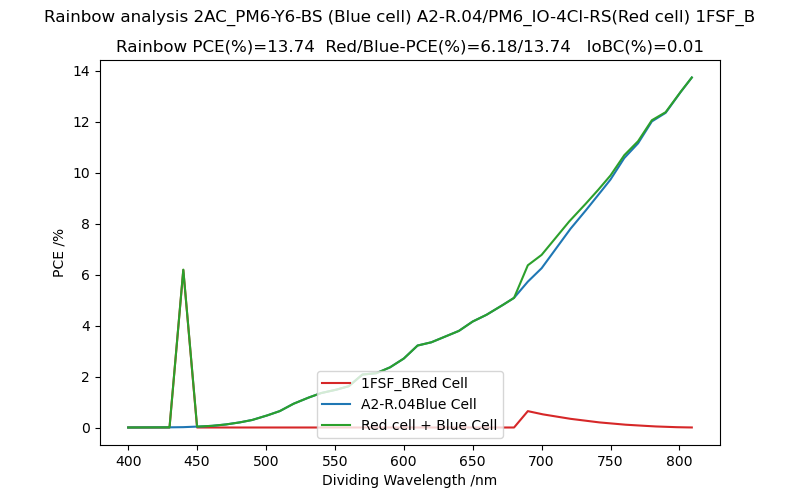 Rainbow analysis 2AC_PM6-Y6-BS (Blue cell) A2-R.04/PM6_IO-4Cl-RS(Red cell) 1FSF_B
Rainbow PCE(%)=13.74 Red/Blue-PCE(%)=6.18/13.74 IoBC(%)=0.01
14
12
10
8
6
4
2
0
PCE /%
1FSF_BRed Cell
A2-R.04Blue Cell
Red cell + Blue Cell
400 450 500 550 600 650 700 750 800
Dividing Wavelength /nm